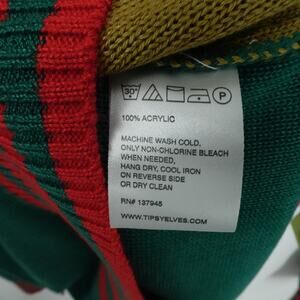 30°
P
100% ACRYLIC
MACHINE WASH COLD,
ONLY NON-CHLORINE BLEACH
WHEN NEEDED,
HANG DRY, COOL IRON
ON REVERSE SIDE
OR DRY CLEAN
RN# 137945
WWW.TIPSYELVES.COM